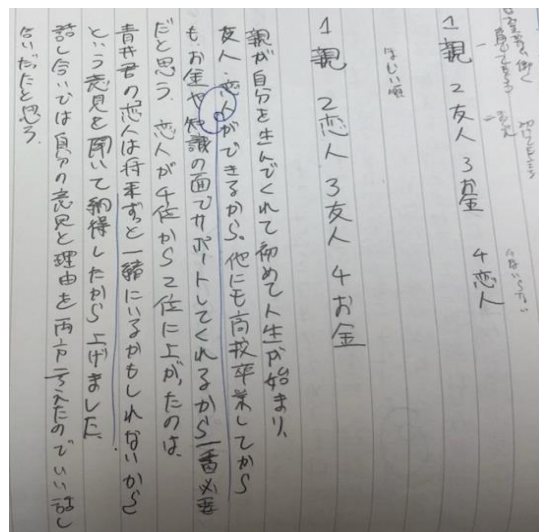 1親 2友人 3お金 4恋人
ほしい順
1親 2恋人 3友人 4お金
親が自分を生んでくれて初めて人生が始まり、
友人・恋人ができるから。他にも高校卒業してから
も、お金や知識の面でサポートしてくれるから一番必要
だと思う。恋人が4位から2位に上がったのは、
青井君の恋人は将来ずっと一緒にいるかもしれないから
という意見を聞いて納得したから上げました。
話し合いでは自分の意見と理由を両方言えたのでいい話し
合いだったと思う。